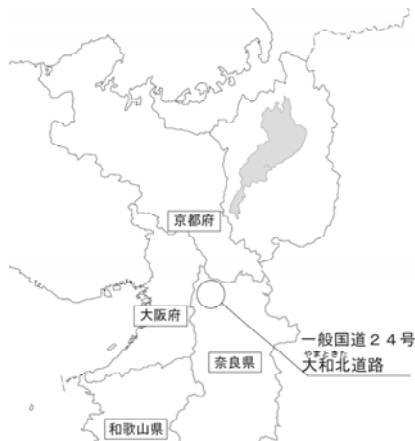 京都府
大阪府
一般国道２４号
やまときた
大和北道路
奈良県
和歌山県